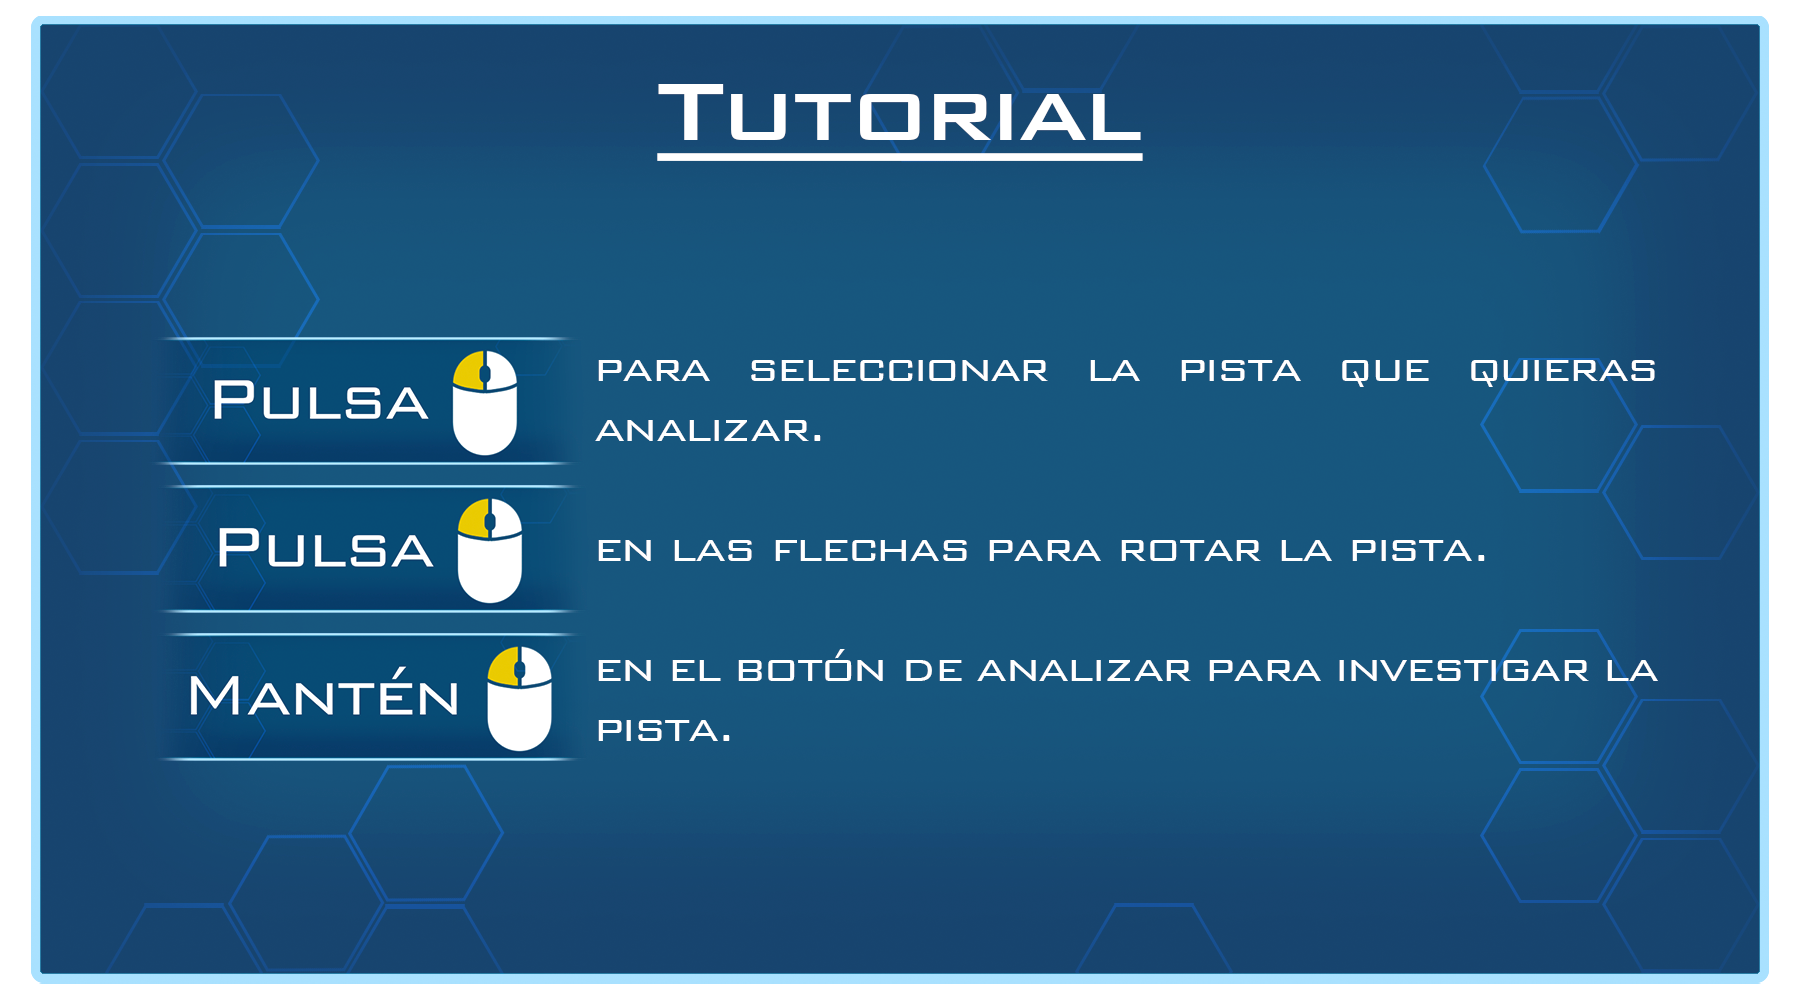 Tutorial
Pulsa para seleccionar la pista que quieras
analizar.
Pulsa en las flechas para rotar la pista.
Mantén en el botón de analizar para investigar la
pista.